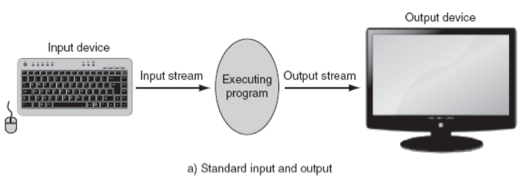 Output device
Input device
Input stream
Executing
program
Output stream
a) Standard input and output